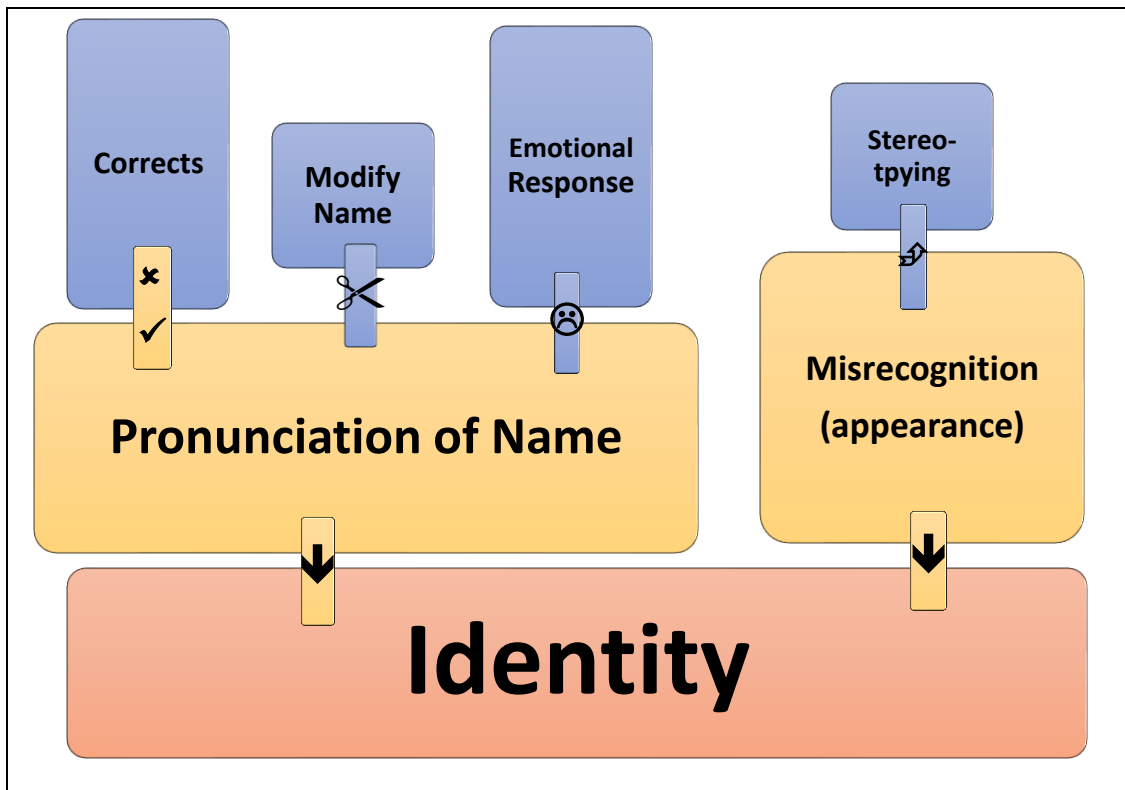 Corrects
Modify
Name
Emotional
Response
Stereo-
tpying
Pronunciation of Name
Misrecognition
(appearance)
Identity